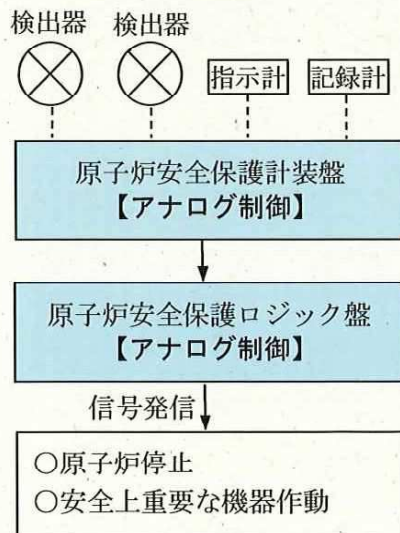 検出器 検出器
指示計 記録計
原子炉安全保護計装盤
【アナログ制御】
原子炉安全保護ロジック盤
【アナログ制御】
信号発信
○原子炉停止
○安全上重要な機器作動